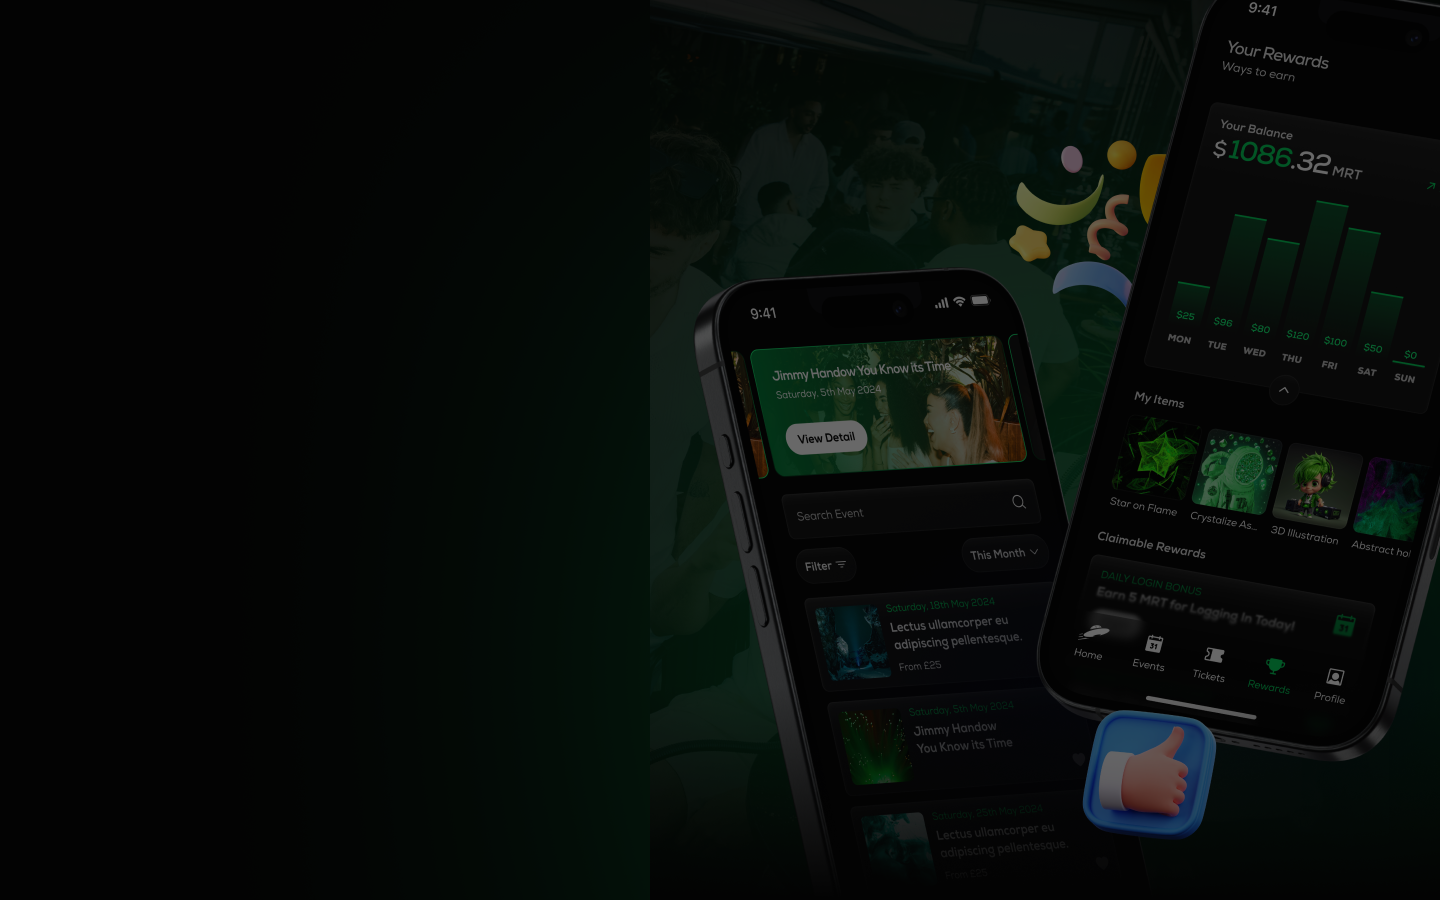 9:41
Your Rewards
Ways to earn
Your Balance
$1086.32 MRT
$25
$96
$80
$120
$100
$50
$0
MON
TUE
WED
THU
FRI
SAT
SUN
My Items
Star on Flame
Crystalize As...
3D Illustration
Abstract hol
Claimable Rewards
DAILY LOGIN BONUS
Earn 5 MRT for Logging In Today!
31
Home
31
Events
Tickets
Rewards
Profile
9:41
Jimmy Handow You Know its Time
Saturday, 5th May 2024
View Detail
Search Event
Filter
This Month
Saturday, 18th May 2024
Lectus ullamcorper eu
adipiscing pellentesque.
From £25
Saturday, 5th May 2024
Jimmy Handow
You Know its Time
Saturday, 25th May 2024
Lectus ullamcorper eu
adipiscing pellentesque.
From £25